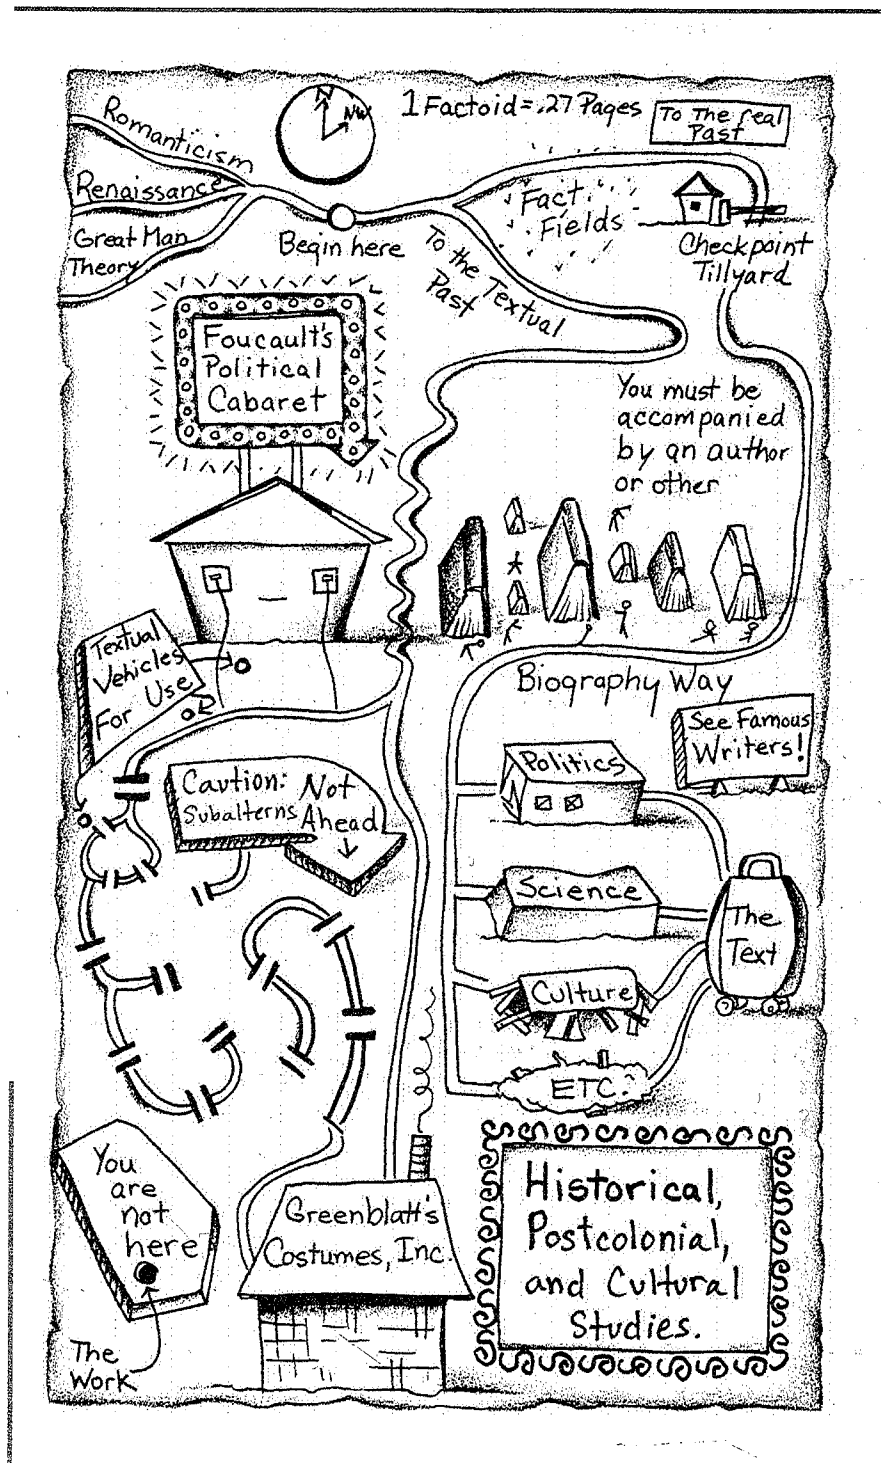 N
NW
1 Factoid = .27 Pages
To The real
Past
Romanticism
Renaissance
Great Man
Theory
Begin here
To the Textual
Past
Fact
Fields
Checkpoint
Tillyard
Foucault's
Political
Cabaret
You must be
accompanied
by an author
or other
Textual
Vehicles
For Use
Biography Way
See Famous
Writers!
Caution:
Subalterns
Not
Ahead
Politics
Science
Culture
ETC.
The
Text
You
are
not
here
The
Work
Greenblatt's
Costumes, Inc.
Historical,
Postcolonial,
and Cultural
Studies.